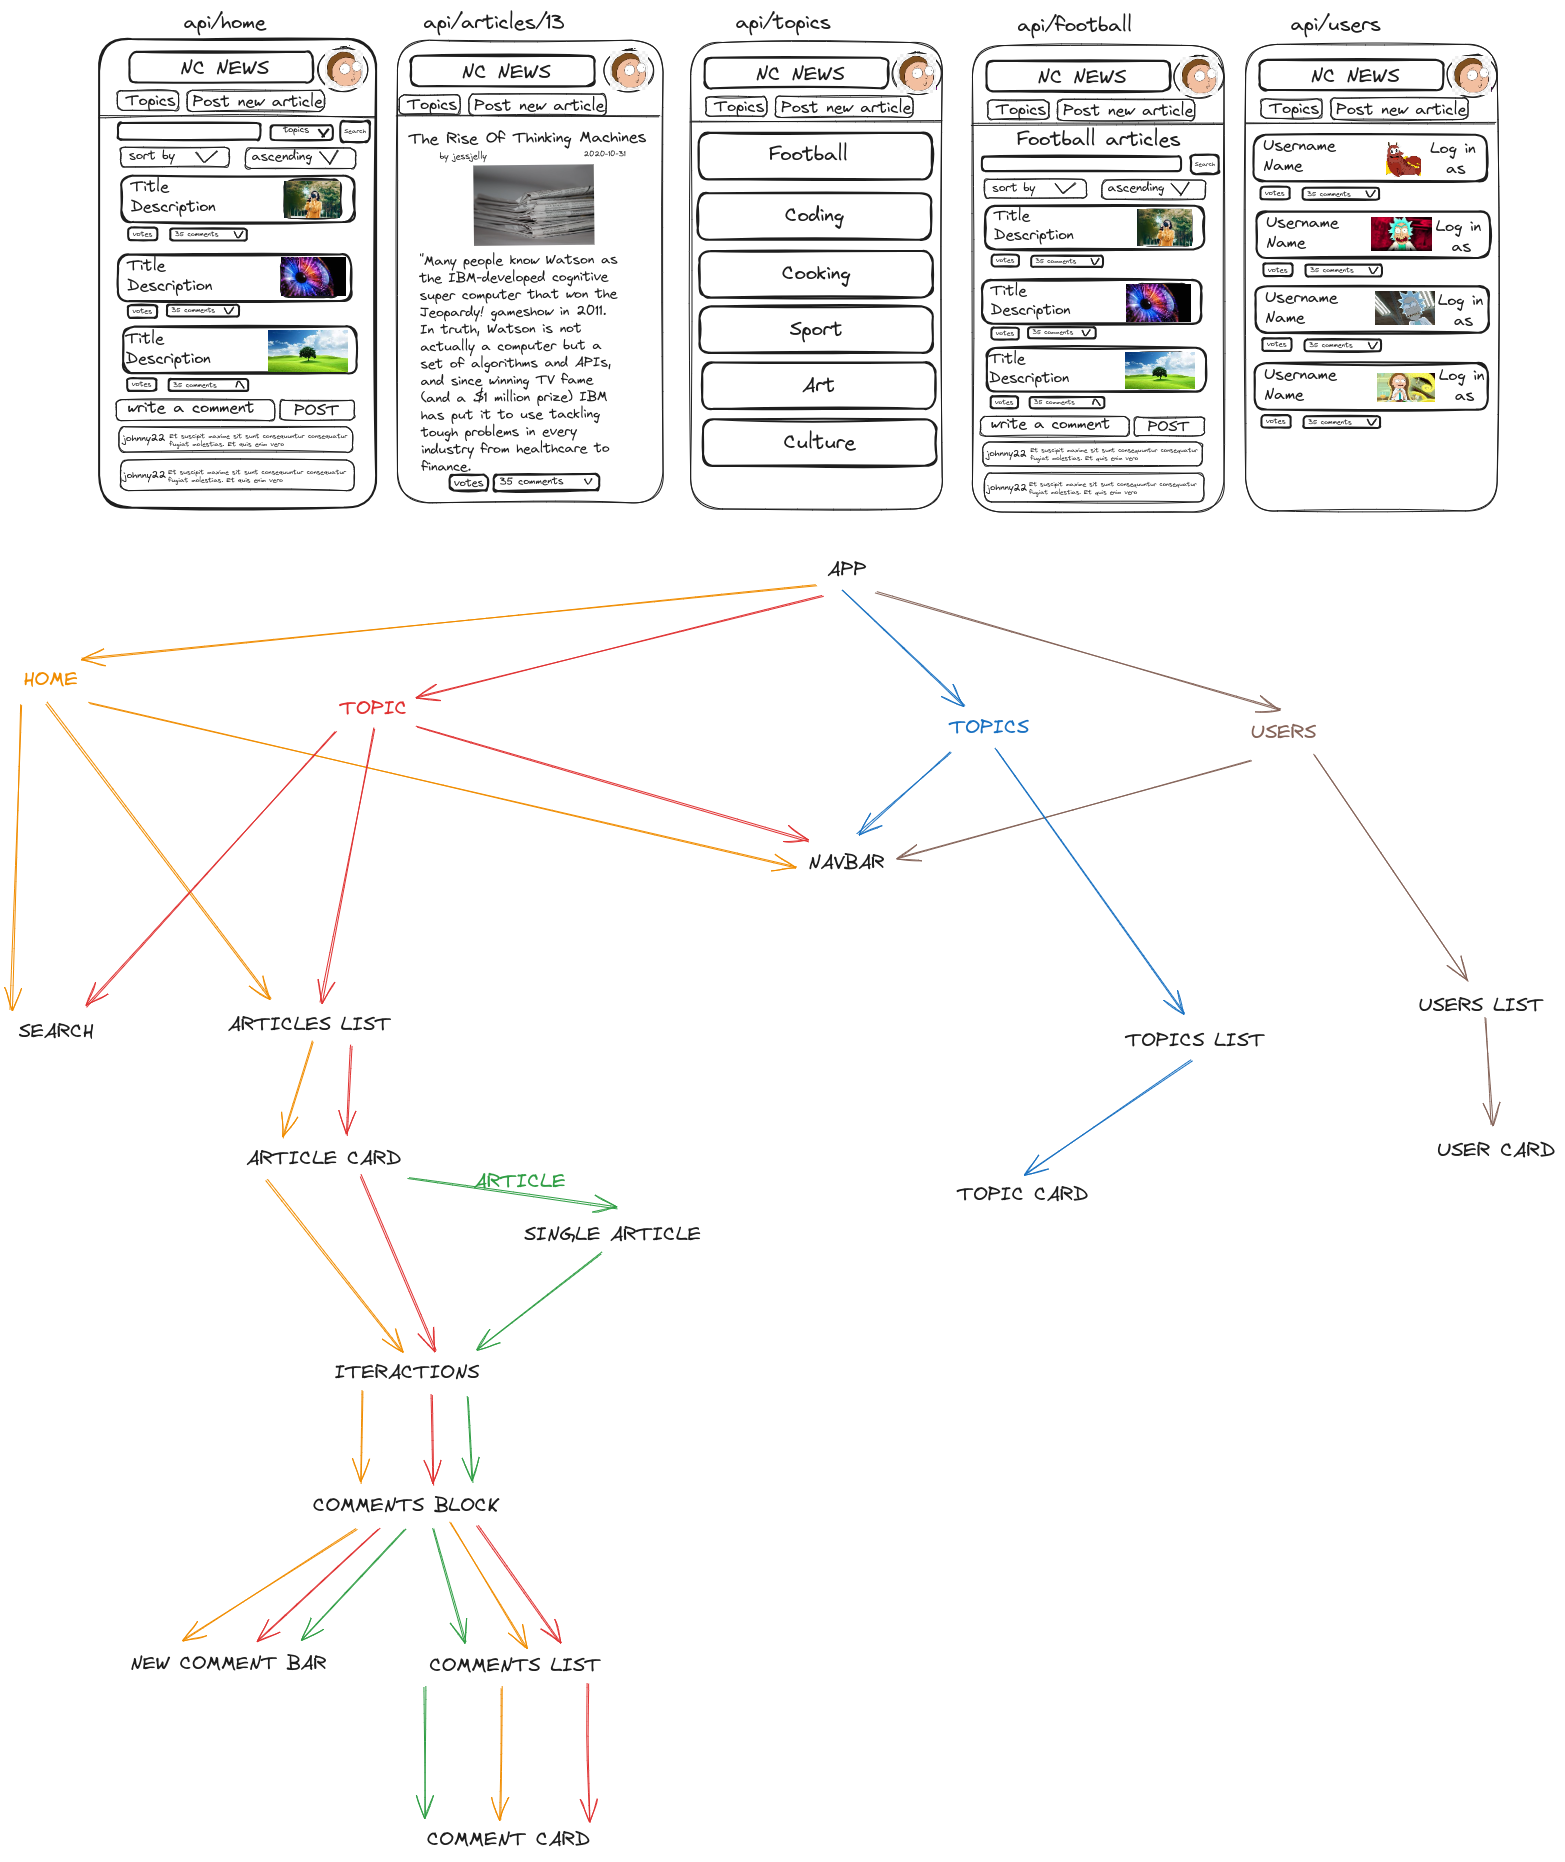 api/home
NC NEWS
Topics
Post new article
topics
Search
sort by
ascending
Title
Description
votes
35 comments
Title
Description
votes
35 comments
Title
Description
votes
35 comments
write a comment
POST
johnny22
Et suscipit maxime sit sunt consequuntur consequatur
fugiat molestias. Et quis enim vero
johnny22
Et suscipit maxime sit sunt consequuntur consequatur
fugiat molestias. Et quis enim vero
api/articles/13
NC NEWS
Topics
Post new article
The Rise Of Thinking Machines
by jessjelly
2020-10-31
"Many people know Watson as
the IBM-developed cognitive
super computer that won the
Jeopardy! gameshow in 2011.
In truth, Watson is not
actually a computer but a
set of algorithms and APIs,
and since winning TV fame
(and a $1 million prize) IBM
has put it to use tackling
tough problems in every
industry from healthcare to
finance.
votes
35 comments
api/topics
NC NEWS
Topics
Post new article
Football
Coding
Cooking
Sport
Art
Culture
api/football
NC NEWS
Topics
Post new article
Football articles
Search
sort by
ascending
Title
Description
votes
35 comments
Title
Description
votes
35 comments
Title
Description
votes
35 comments
write a comment
POST
johnny22
Et suscipit maxime sit sunt consequuntur consequatur
fugiat molestias. Et quis enim vero
johnny22
Et suscipit maxime sit sunt consequuntur consequatur
fugiat molestias. Et quis enim vero
api/users
NC NEWS
Topics
Post new article
Username
Name
Log in
as
votes
35 comments
Username
Name
Log in
as
votes
35 comments
Username
Name
Log in
as
votes
35 comments
Username
Name
Log in
as
votes
35 comments
APP
HOME
TOPIC
TOPICS
USERS
NAVBAR
SEARCH
ARTICLES LIST
TOPICS LIST
USERS LIST
ARTICLE CARD
ARTICLE
SINGLE ARTICLE
TOPIC CARD
USER CARD
ITERACTIONS
COMMENTS BLOCK
NEW COMMENT BAR
COMMENTS LIST
COMMENT CARD